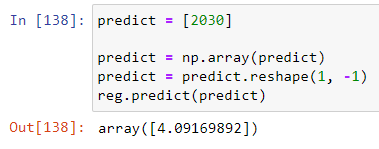 In [138]: predict = [2030]
predict = np.array(predict)
predict = predict.reshape(1, -1)
reg.predict(predict)
Out[138]: array([4.09169892])